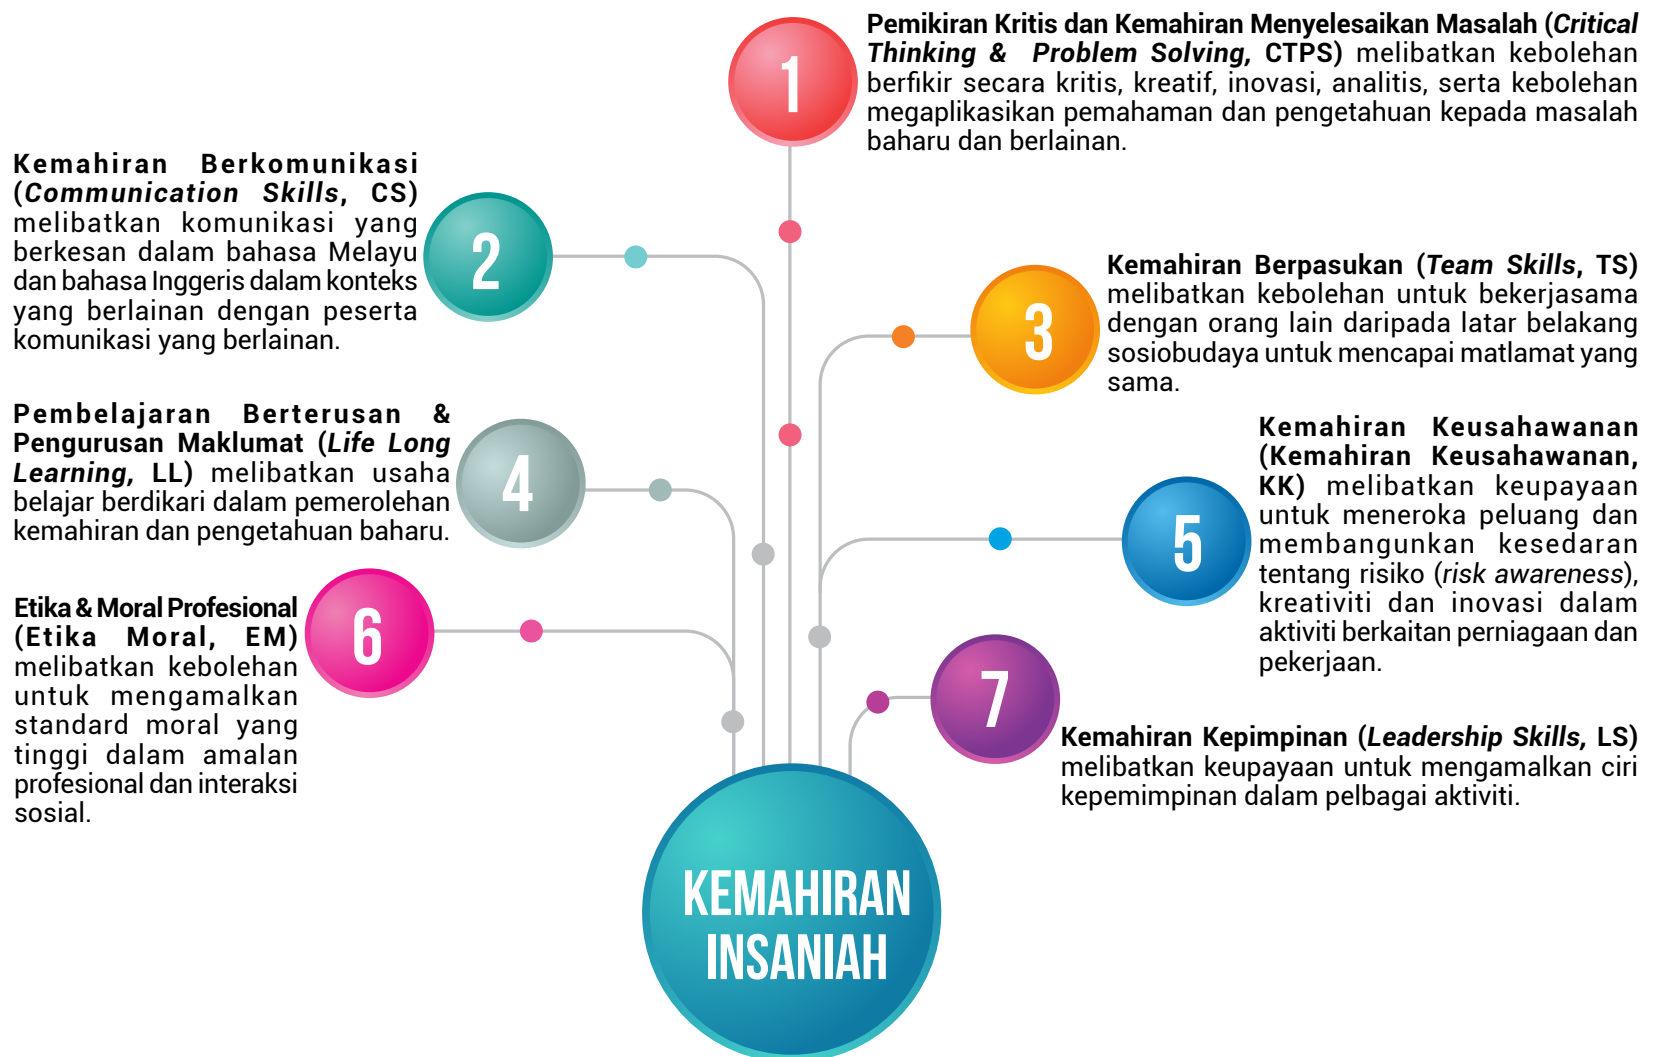 1
Pemikiran Kritis dan Kemahiran Menyelesaikan Masalah (Critical
Thinking & Problem Solving, CTPS) melibatkan kebolehan
berfikir secara kritis, kreatif, inovasi, analitis, serta kebolehan
megaplikasikan pemahaman dan pengetahuan kepada masalah
baharu dan berlainan.
2
Kemahiran Berkomunikasi
(Communication Skills, CS)
melibatkan komunikasi yang
berkesan dalam bahasa Melayu
dan bahasa Inggeris dalam konteks
yang berlainan dengan peserta
komunikasi yang berlainan.
3
Kemahiran Berpasukan (Team Skills, TS)
melibatkan kebolehan untuk bekerjasama
dengan orang lain daripada latar belakang
sosiobudaya untuk mencapai matlamat yang
sama.
4
Pembelajaran Berterusan &
Pengurusan Maklumat (Life Long
Learning, LL) melibatkan usaha
belajar berdikari dalam pemerolehan
kemahiran dan pengetahuan baharu.
5
Kemahiran Keusahawanan
(Kemahiran Keusahawanan,
KK) melibatkan keupayaan
untuk meneroka peluang dan
membangunkan kesedaran
tentang risiko (risk awareness),
kreativiti dan inovasi dalam
aktiviti berkaitan perniagaan dan
pekerjaan.
6
Etika & Moral Profesional
(Etika Moral, EM)
melibatkan kebolehan
untuk mengamalkan
standard moral yang
tinggi dalam amalan
profesional dan interaksi
sosial.
7
Kemahiran Kepimpinan (Leadership Skills, LS)
melibatkan keupayaan untuk mengamalkan ciri
kepemimpinan dalam pelbagai aktiviti.
KEMAHIRAN
INSANIAH